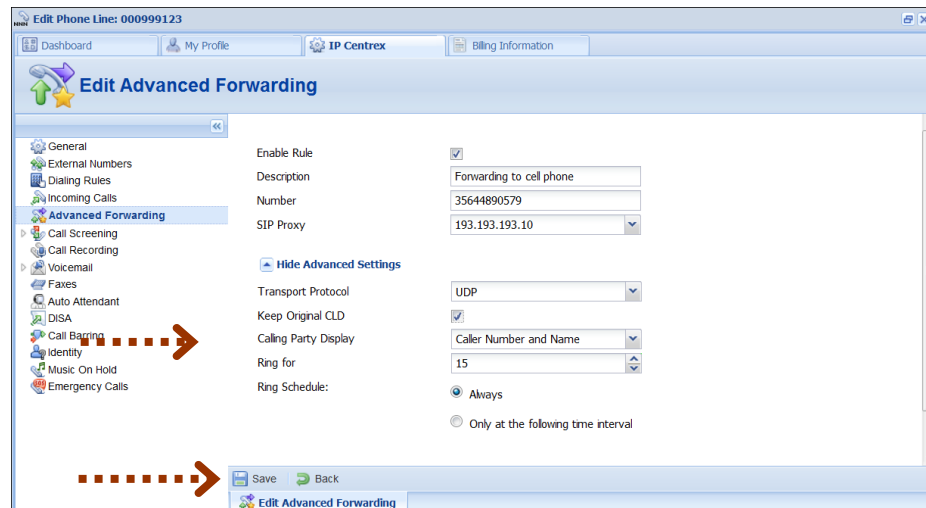 Edit Phone Line: 000999123
Dashboard My Profile IP Centrex Billing Information
Edit Advanced Forwarding
General
External Numbers
Dialing Rules
Incoming Calls
Advanced Forwarding
Call Screening
Call Recording
Voicemail
Faxes
Auto Attendant
DISA
Call Barring
Identity
Music On Hold
Emergency Calls
Enable Rule
Description Forwarding to cell phone
Number 35644890579
SIP Proxy 193.193.193.10
Hide Advanced Settings
Transport Protocol UDP
Keep Original CLD
Calling Party Display Caller Number and Name
Ring for 15
Ring Schedule: Always
Only at the following time interval
Save Back
Edit Advanced Forwarding